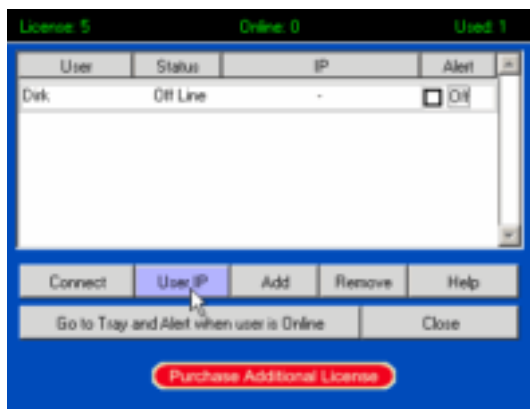 License: 5 Online: 0 Used: 1
User Status IP Alert
Dirk Off Line - Off
Connect User IP Add Remove Help
Go to Tray and Alert when user is Online Close
Purchase Additional License